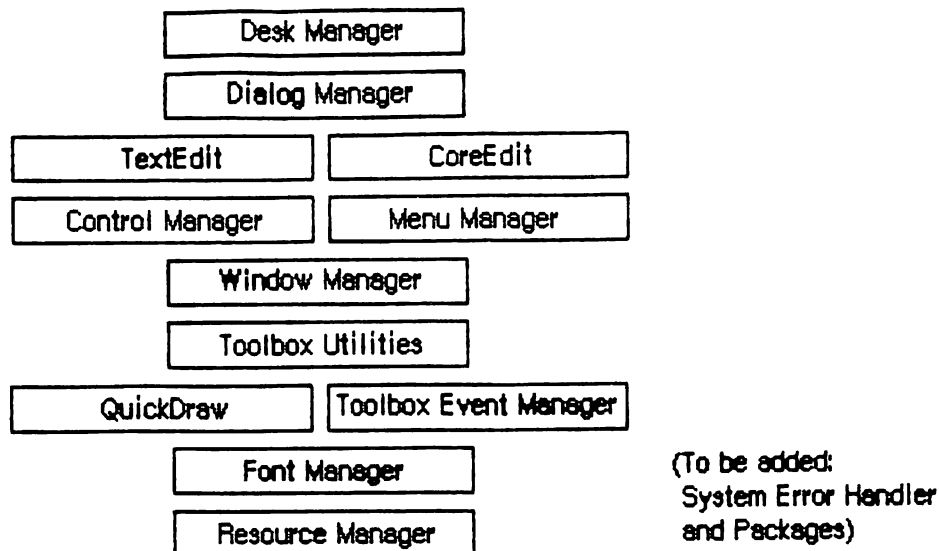 Desk Manager
Dialog Manager
TextEdit
CoreEdit
Control Manager
Menu Manager
Window Manager
Toolbox Utilities
QuickDraw
Toolbox Event Manager
Font Manager
Resource Manager
(To be added:
System Error Handler
and Packages)